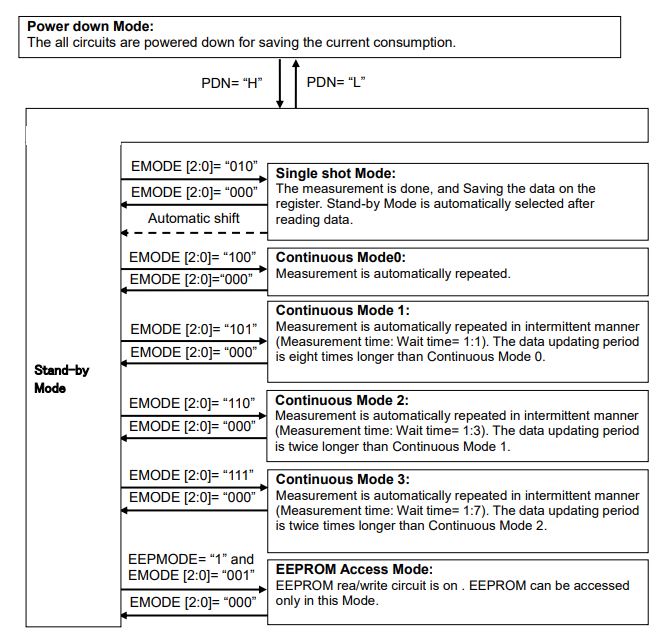 Power down Mode:
The all circuits are powered down for saving the current consumption.
PDN= “H”
PDN= “L”
EMODE [2:0]= “010”
EMODE [2:0]= “000”
Automatic shift
Single shot Mode:
The measurement is done, and Saving the data on the
register. Stand-by Mode is automatically selected after
reading data.
EMODE [2:0]= “100”
EMODE [2:0]=“000”
Continuous Mode0:
Measurement is automatically repeated.
EMODE [2:0]= “101”
EMODE [2:0]= “000”
Continuous Mode 1:
Measurement is automatically repeated in intermittent manner
(Measurement time: Wait time= 1:1). The data updating period
is eight times longer than Continuous Mode 0.
Stand-by
Mode
EMODE [2:0]= “110”
EMODE [2:0]= “000”
Continuous Mode 2:
Measurement is automatically repeated in intermittent manner
(Measurement time: Wait time= 1:3). The data updating period
is twice longer than Continuous Mode 1.
EMODE [2:0]= “111”
EMODE [2:0]= “000”
Continuous Mode 3:
Measurement is automatically repeated in intermittent manner
(Measurement time: Wait time= 1:7). The data updating period
is twice times longer than Continuous Mode 2.
EEPMODE= “1” and
EMODE [2:0]= “001”
EMODE [2:0]= “000”
EEPROM Access Mode:
EEPROM rea/write circuit is on . EEPROM can be accessed
only in this Mode.